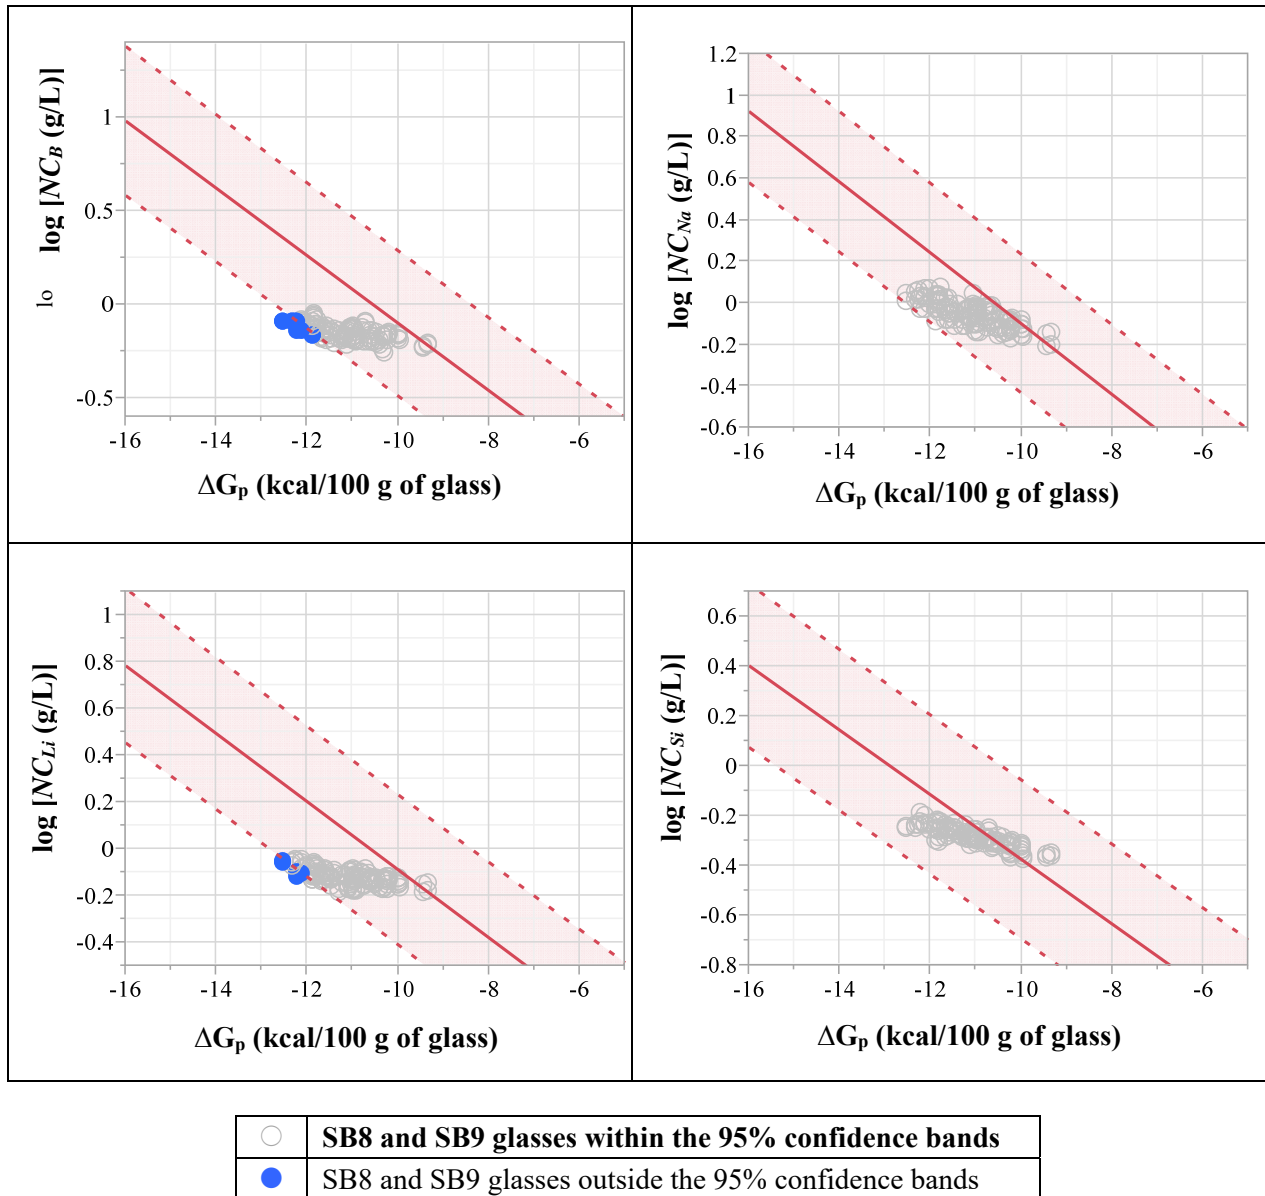 log [NC_B (g/L)]
lo
1
0.5
0
-0.5
-16 -14 -12 -10 -8 -6
ΔGₚ (kcal/100 g of glass)
log [NC_Na (g/L)]
1.2
1
0.8
0.6
0.4
0.2
0
-0.2
-0.4
-0.6
-16 -14 -12 -10 -8 -6
ΔGₚ (kcal/100 g of glass)
log [NC_Li (g/L)]
1
0.8
0.6
0.4
0.2
0
-0.2
-0.4
-16 -14 -12 -10 -8 -6
ΔGₚ (kcal/100 g of glass)
log [NC_Si (g/L)]
0.6
0.4
0.2
0
-0.2
-0.4
-0.6
-0.8
-16 -14 -12 -10 -8 -6
ΔGₚ (kcal/100 g of glass)
SB8 and SB9 glasses within the 95% confidence bands
SB8 and SB9 glasses outside the 95% confidence bands